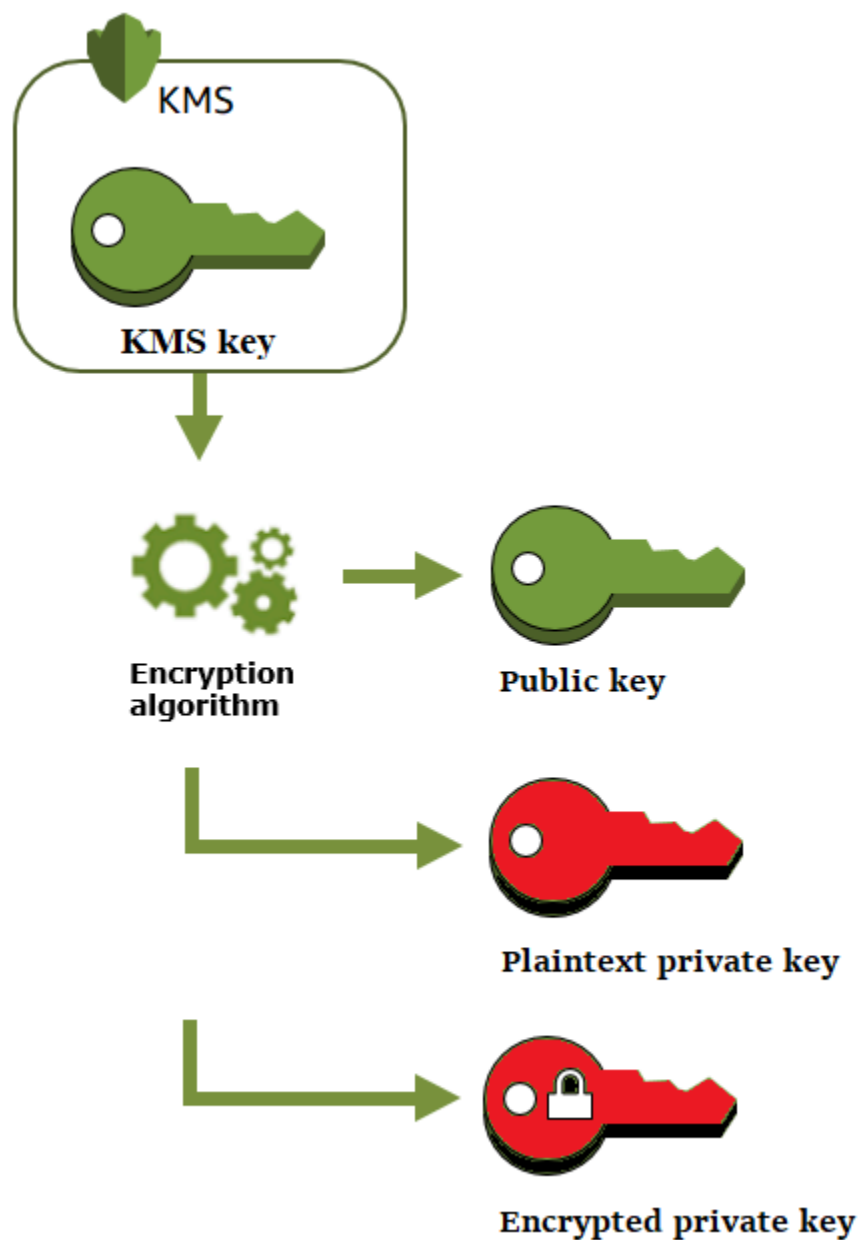 KMS
KMS key
Encryption
algorithm
Public key
Plaintext private key
Encrypted private key